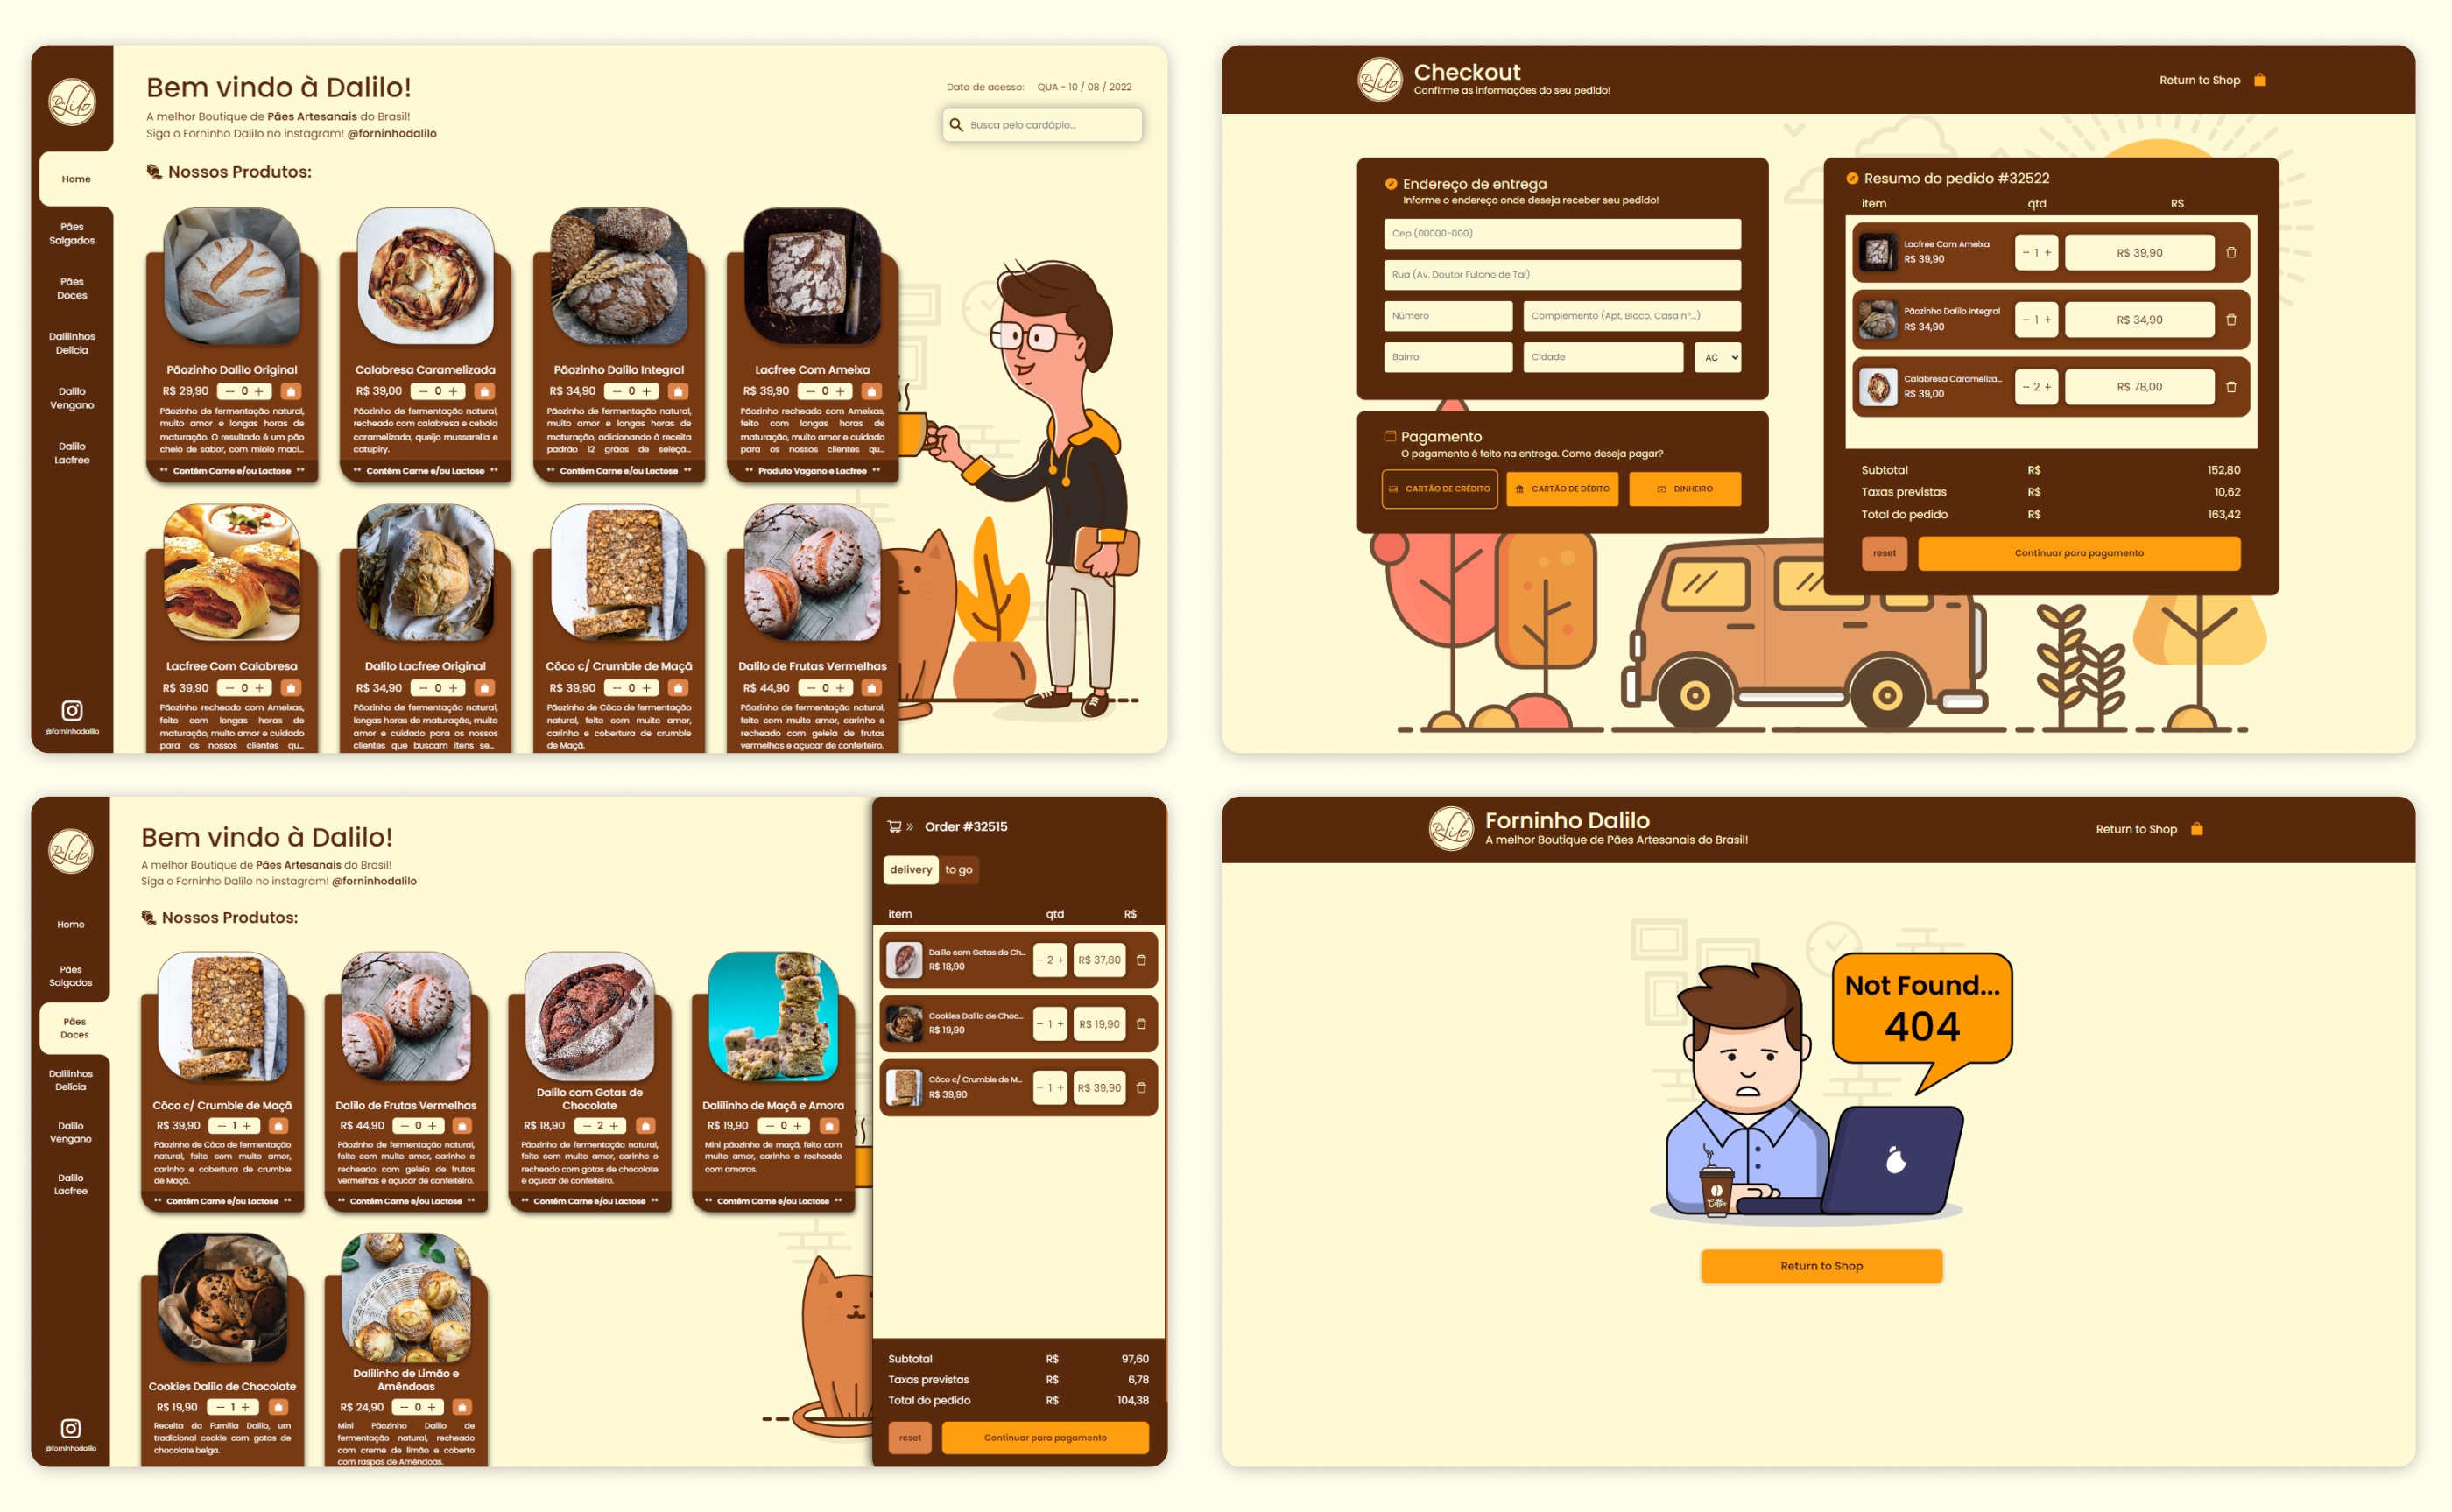 Da Lilo
Bem vindo à Dalilo!
A melhor Boutique de Pães Artesanais do Brasil!
Siga o Forninho Dalilo no instagram! @forninhodalilo
Data de acesso: QUA - 10 / 08 / 2022
Busca pelo cardápio...
Home
Pães
Salgados
Pães
Doces
Dalilinhos
Delícia
Dalilo
Vengano
Dalilo
Lacfree
@forninhodalilo
Nossos Produtos:
Pãozinho Dalilo Original
R$ 29,90 − 0 +
Pãozinho de fermentação natural,
muito amor e longas horas de
maturação. O resultado é um pão
cheio de sabor, com miolo maci...
** Contém Carne e/ou Lactose **
Calabresa Caramelizada
R$ 39,00 − 0 +
Pãozinho de fermentação natural,
recheado com calabresa e cebola
caramelizada, queijo mussarella e
catupiry.
** Contém Carne e/ou Lactose **
Pãozinho Dalilo Integral
R$ 34,90 − 0 +
Pãozinho de fermentação natural,
muito amor e longas horas de
maturação, adicionando à receita
padrão 12 grãos de seleçã...
** Contém Carne e/ou Lactose **
Lacfree Com Ameixa
R$ 39,90 − 0 +
Pãozinho recheado com Ameixas,
feito com longas horas de
maturação, muito amor e cuidado
para os nossos clientes qu...
** Produto Vagano e Lacfree **
Lacfree Com Calabresa
R$ 39,90 − 0 +
Pãozinho recheado com Ameixas,
feito com longas horas de
maturação, muito amor e cuidado
para os nossos clientes qu...
Dalilo Lacfree Original
R$ 34,90 − 0 +
Pãozinho de fermentação natural,
longas horas de maturação, muito
amor e cuidado para os nossos
clientes que buscam itens se...
Côco c/ Crumble de Maçã
R$ 39,90 − 0 +
Pãozinho de Côco de fermentação
natural, feito com muito amor,
carinho e cobertura de crumble
de Maçã.
Dalilo de Frutas Vermelhas
R$ 44,90 − 0 +
Pãozinho de fermentação natural,
feito com muito amor, carinho e
recheado com geleia de frutas
vermelhas e açucar de confeiteiro.
Da Lilo
Checkout
Confirme as informações do seu pedido!
Return to Shop
Endereço de entrega
Informe o endereço onde deseja receber seu pedido!
Cep (00000-000)
Rua (Av. Doutor Fulano de Tal)
Número
Complemento (Apt, Bloco, Casa nº...)
Bairro
Cidade
AC
Pagamento
O pagamento é feito na entrega. Como deseja pagar?
CARTÃO DE CRÉDITO
CARTÃO DE DÉBITO
DINHEIRO
Resumo do pedido #32522
item qtd R$
Lacfree Com Ameixa
R$ 39,90
− 1 +
R$ 39,90
Pãozinho Dalilo Integral
R$ 34,90
− 1 +
R$ 34,90
Calabresa Carameliza...
R$ 39,00
− 2 +
R$ 78,00
Subtotal R$ 152,80
Taxas previstas R$ 10,62
Total do pedido R$ 163,42
reset
Continuar para pagamento
Da Lilo
Bem vindo à Dalilo!
A melhor Boutique de Pães Artesanais do Brasil!
Siga o Forninho Dalilo no instagram! @forninhodalilo
Home
Pães
Salgados
Pães
Doces
Dalilinhos
Delícia
Dalilo
Vengano
Dalilo
Lacfree
@forninhodalilo
Nossos Produtos:
Côco c/ Crumble de Maçã
R$ 39,90 − 1 +
Pãozinho de Côco de fermentação
natural, feito com muito amor,
carinho e cobertura de crumble
de Maçã.
** Contém Carne e/ou Lactose **
Dalilo de Frutas Vermelhas
R$ 44,90 − 0 +
Pãozinho de fermentação natural,
feito com muito amor, carinho e
recheado com geleia de frutas
vermelhas e açucar de confeiteiro.
** Contém Carne e/ou Lactose **
Dalilo com Gotas de
Chocolate
R$ 18,90 − 2 +
Pãozinho de fermentação natural,
feito com muito amor, carinho e
recheado com gotas de chocolate
e açucar de confeiteiro.
** Contém Carne e/ou Lactose **
Dalilinho de Maçã e Amora
R$ 19,90 − 0 +
Mini pãozinho de maçã, feito com
muito amor, carinho e recheado
com amoras.
** Contém Carne e/ou Lactose **
Cookies Dalilo de Chocolate
R$ 19,90 − 1 +
Receita da Família Dalilo, um
tradicional cookie com gotas de
chocolate belga.
Dalilinho de Limão e
Amêndoas
R$ 24,90 − 0 +
Mini Pãozinho Dalilo de
fermentação natural, recheado
com creme de limão e coberto
com raspas de Amêndoas.
Order #32515
delivery
to go
item qtd R$
Dalilo com Gotas de Ch...
R$ 18,90
− 2 +
R$ 37,80
Cookies Dalilo de Choc...
R$ 19,90
− 1 +
R$ 19,90
Côco c/ Crumble de M...
R$ 39,90
− 1 +
R$ 39,90
Subtotal R$ 97,60
Taxas previstas R$ 6,78
Total do pedido R$ 104,38
reset
Continuar para pagamento
Da Lilo
Forninho Dalilo
A melhor Boutique de Pães Artesanais do Brasil!
Return to Shop
Not Found...
404
Coffee
Return to Shop